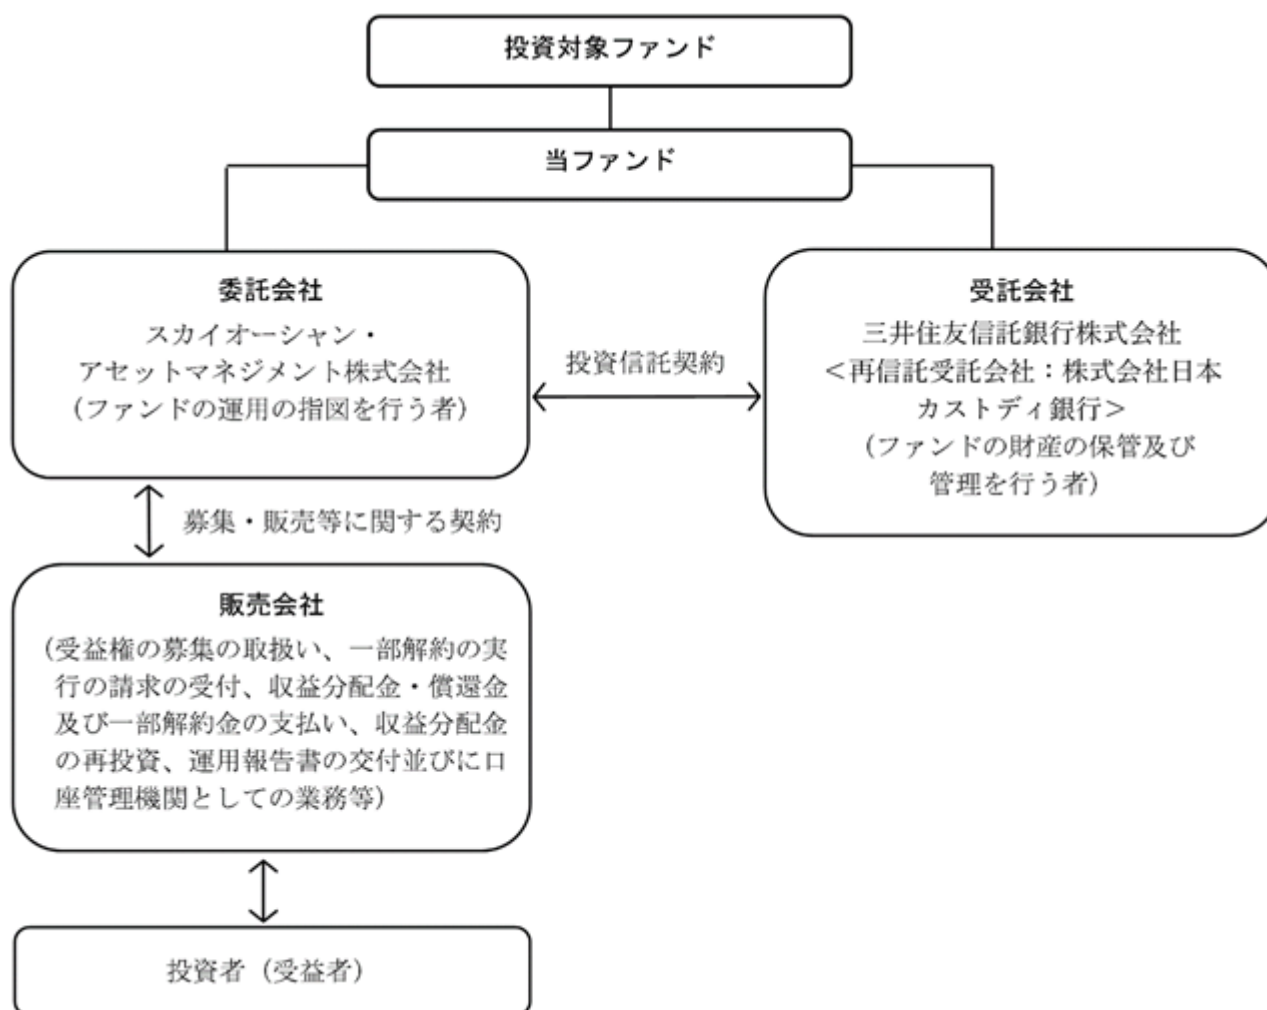 投資対象ファンド
当ファンド
委託会社
スカイオーシャン・
アセットマネジメント株式会社
(ファンドの運用の指図を行う者)
投資信託契約
受託会社
三井住友信託銀行株式会社
＜再信託受託会社：株式会社日本
カストディ銀行＞
(ファンドの財産の保管及び
管理を行う者)
募集・販売等に関する契約
販売会社
(受益権の募集の取扱い、一部解約の実
行の請求の受付、収益分配金・償還金
及び一部解約金の支払い、収益分配金
の再投資、運用報告書の交付並びに口
座管理機関としての業務等)
投資者（受益者）